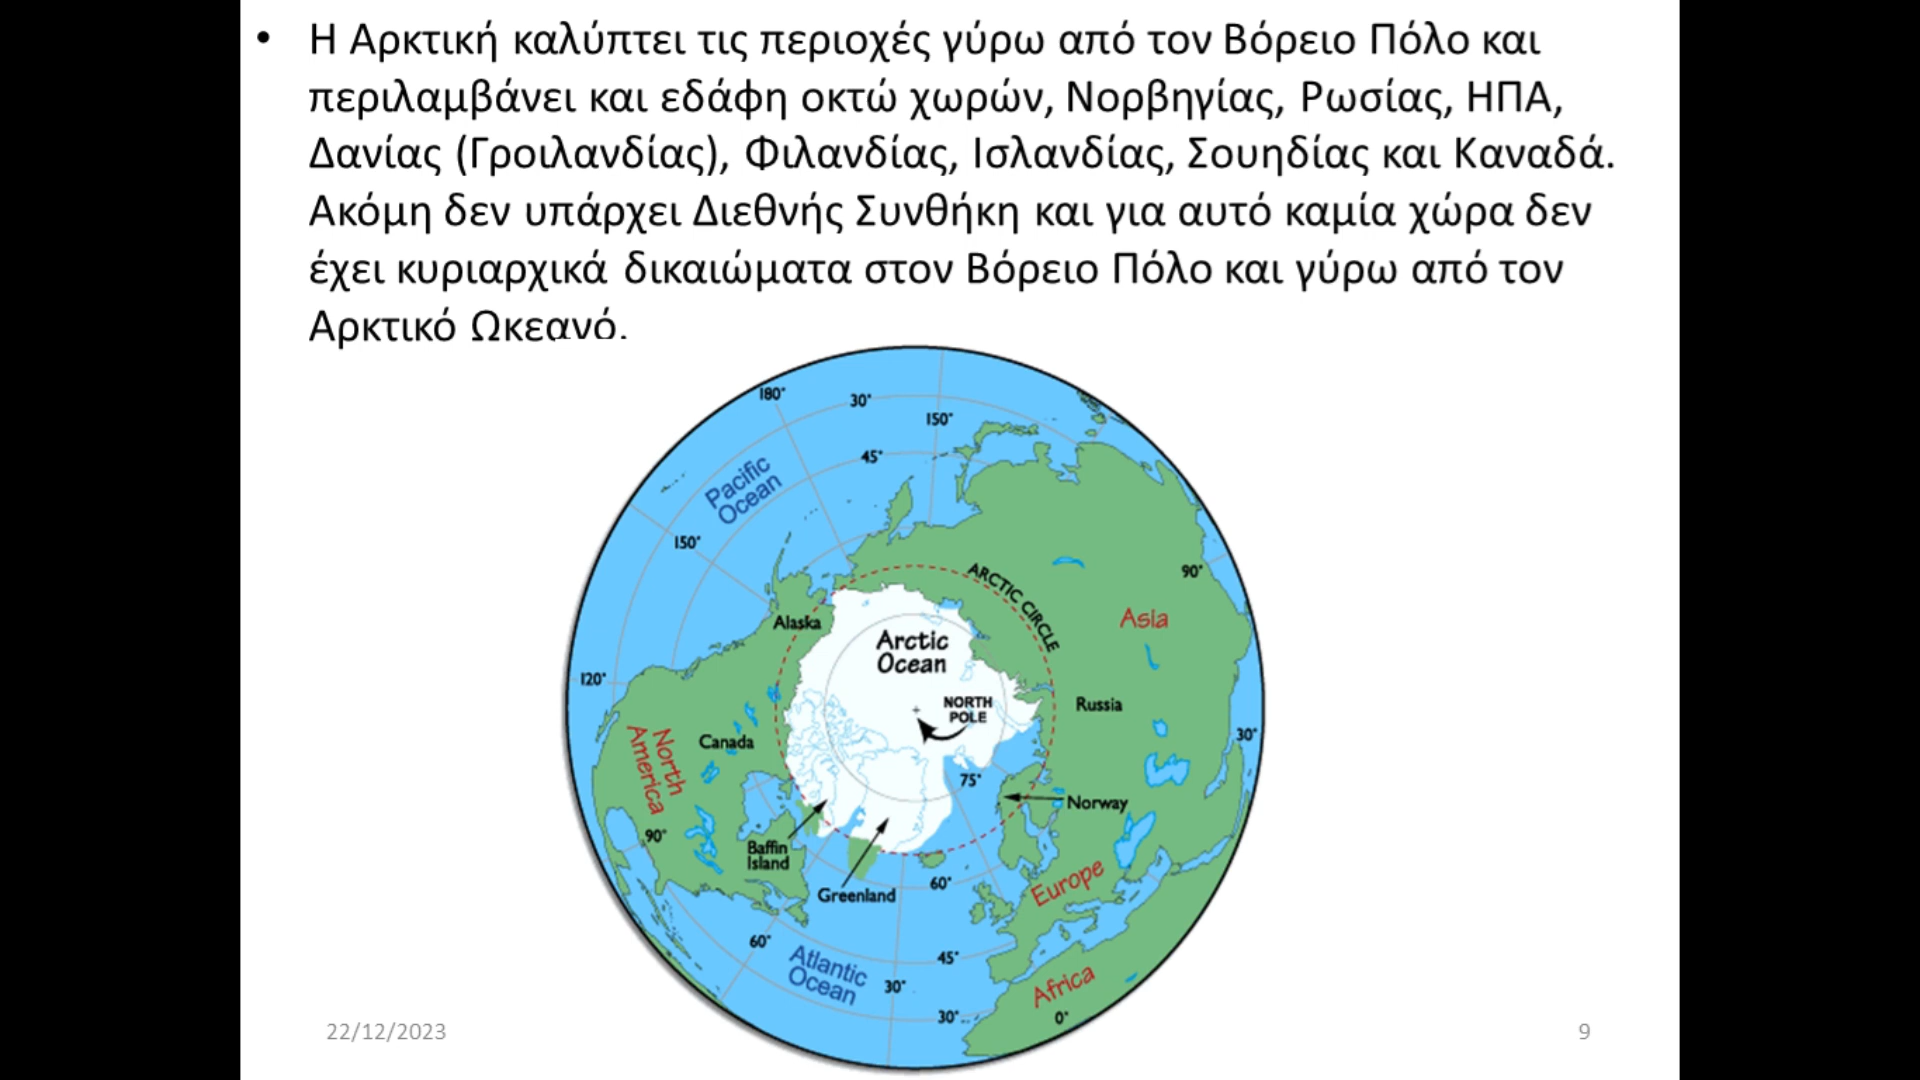 • Η Αρκτική καλύπτει τις περιοχές γύρω από τον Βόρειο Πόλο και
περιλαμβάνει και εδάφη οκτώ χωρών, Νορβηγίας, Ρωσίας, ΗΠΑ,
Δανίας (Γροιλανδίας), Φιλανδίας, Ισλανδίας, Σουηδίας και Καναδά.
Ακόμη δεν υπάρχει Διεθνής Συνθήκη και για αυτό καμία χώρα δεν
έχει κυριαρχικά δικαιώματα στον Βόρειο Πόλο και γύρω από τον
Αρκτικό Ωκεανό.
180°
30°
150°
45°
Pacific
Ocean
150°
ARCTIC CIRCLE
90°
Alaska
Asia
Arctic
Ocean
120°
NORTH
POLE
Russia
North
America
Canada
30°
75°
Norway
90°
Baffin
Island
Greenland
60°
Europe
60°
Atlantic
Ocean
45°
30°
Africa
30°
0°
22/12/2023
9